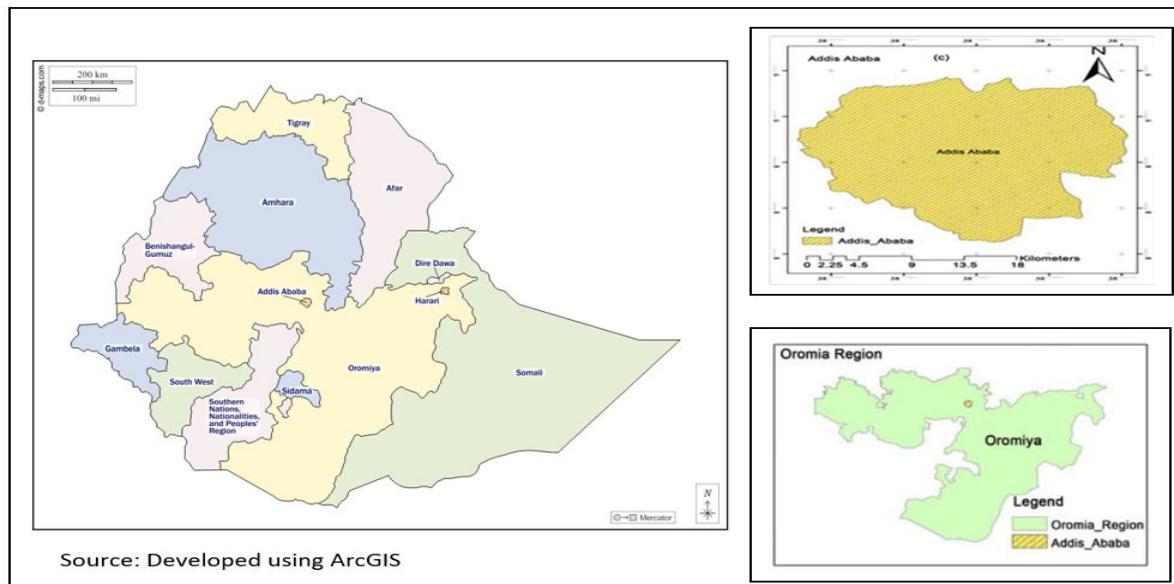 © d-maps.com
200 km
100 mi
Tigray
Afar
Amhara
Benishangul-
Gumuz
Dire Dawa
Addis Ababa
Harari
Gambela
South West
Oromiya
Somali
Sidama
Southern
Nations,
Nationalities,
and Peoples'
Region
N
Mercator
Source: Developed using ArcGIS
Addis Ababa
(c)
N
Addis Ababa
Legend
Addis_Ababa
0 2.25 4.5 9 13.5 18 Kilometers
Oromia Region
Oromiya
Legend
Oromia_Region
Addis_Ababa